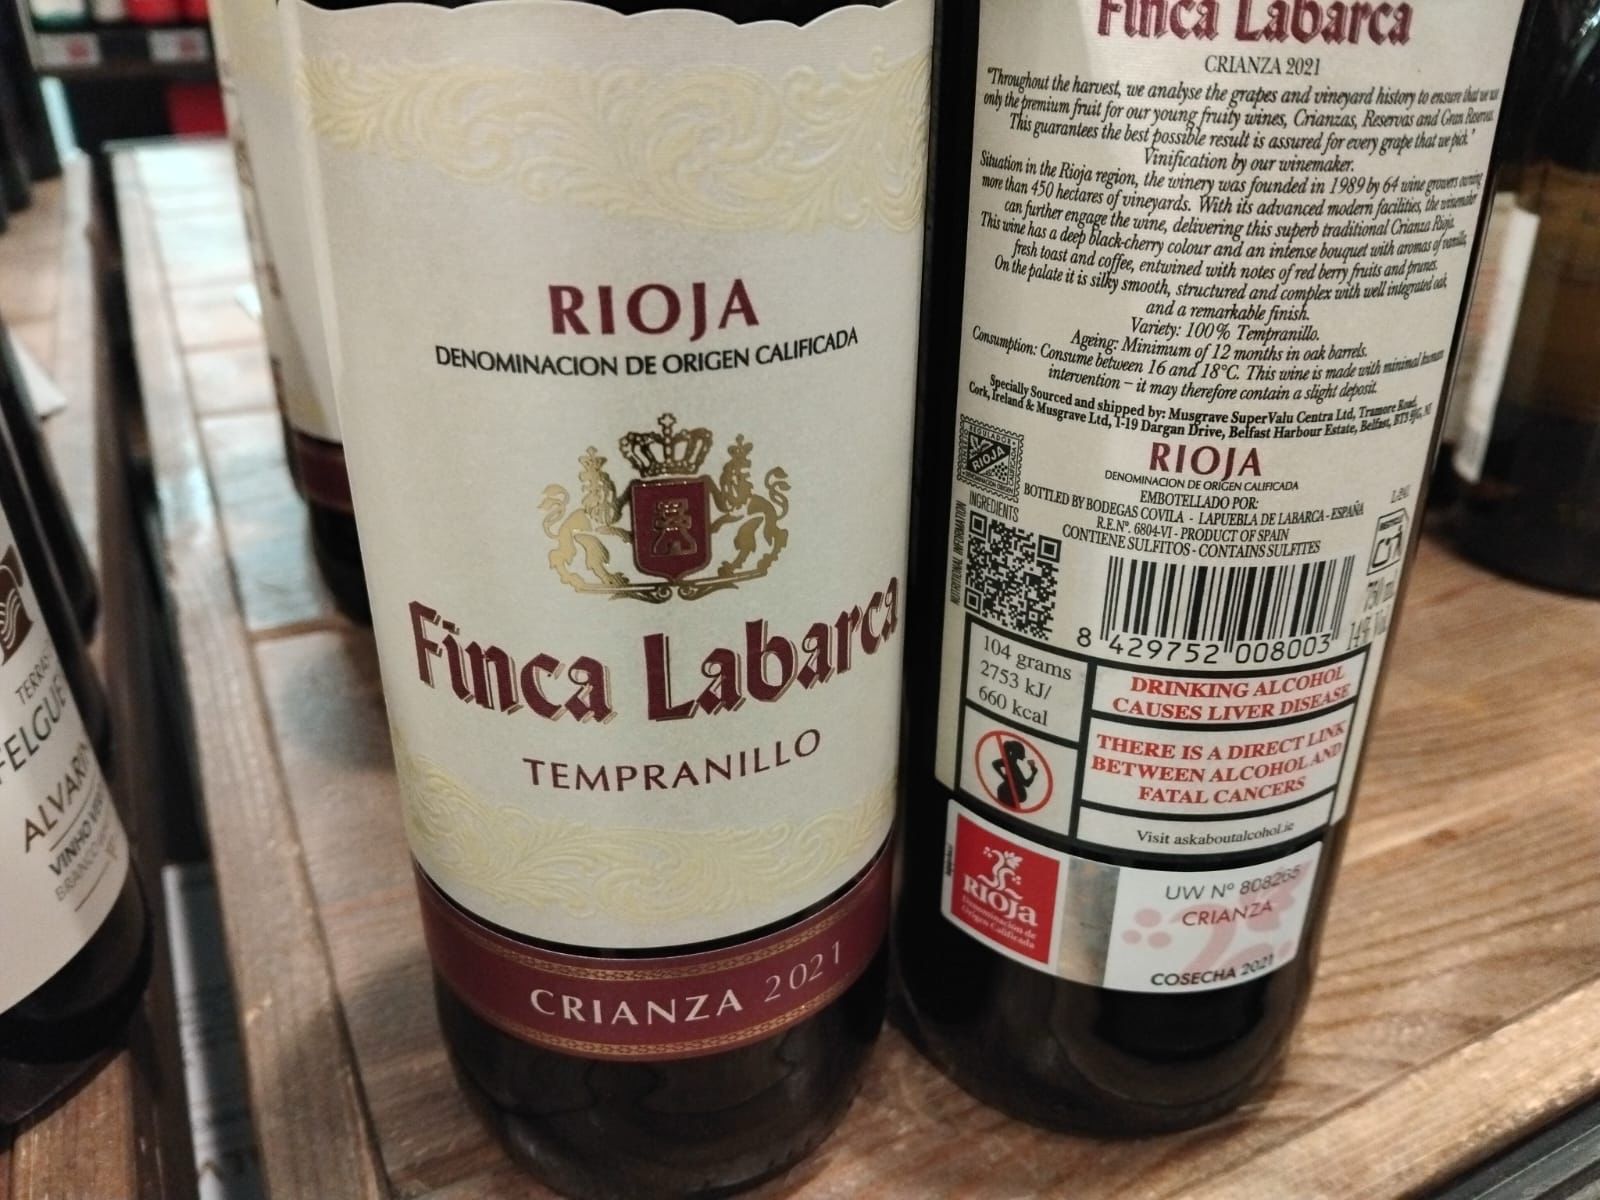 RIOJA
DENOMINACION DE ORIGEN CALIFICADA
Finca Labarca
TEMPRANILLO
CRIANZA 2021
Finca Labarca
CRIANZA 2021
"Throughout the harvest, we analyse the grapes and vineyard history to ensure that we use
only the premium fruit for our young fruity wines, Crianzas, Reservas and Gran Reservas.
This guarantees the best possible result is assured for every grape that we pick."
Vinification by our winemaker.
Situation in the Rioja region, the winery was founded in 1989 by 64 wine growers owning
more than 450 hectares of vineyards. With its advanced modern facilities, the winemaker
can further engage the wine, delivering this superb traditional Crianza Rioja.
This wine has a deep black-cherry colour and an intense bouquet with aromas of vanilla,
fresh toast and coffee, entwined with notes of red berry fruits and prunes.
On the palate it is silky smooth, structured and complex with well integrated oak,
and a remarkable finish.
Variety: 100% Tempranillo.
Ageing: Minimum of 12 months in oak barrels.
Consumption: Consume between 16 and 18°C. This wine is made with minimal human
intervention – it may therefore contain a slight deposit.
Specially Sourced and shipped by: Musgrave SuperValu Centra Ltd, Tramore Road,
Cork, Ireland & Musgrave Ltd, 1-19 Dargan Drive, Belfast Harbour Estate, Belfast, BT3 9JG, NI
RIOJA
RIOJA
DENOMINACION DE ORIGEN CALIFICADA
EMBOTELLADO POR:
BOTTLED BY BODEGAS COVILA - LAPUEBLA DE LABARCA - ESPAÑA
R.E.Nº. 6804-VI - PRODUCT OF SPAIN
CONTIENE SULFITOS - CONTAINS SULFITES
INGREDIENTS
NUTRITIONAL INFORMATION
750 ml
14% Vol.
8 429752 008003
104 grams
2753 kJ/
660 kcal
DRINKING ALCOHOL
CAUSES LIVER DISEASE
THERE IS A DIRECT LINK
BETWEEN ALCOHOL AND
FATAL CANCERS
Visit askaboutalcohol.ie
RIOJA
Denominación de
Origen Calificada
UW Nº 808265
CRIANZA
COSECHA 2021
TERRAS
FELGUE
ALVARIN
VINHO VER
BRANCO